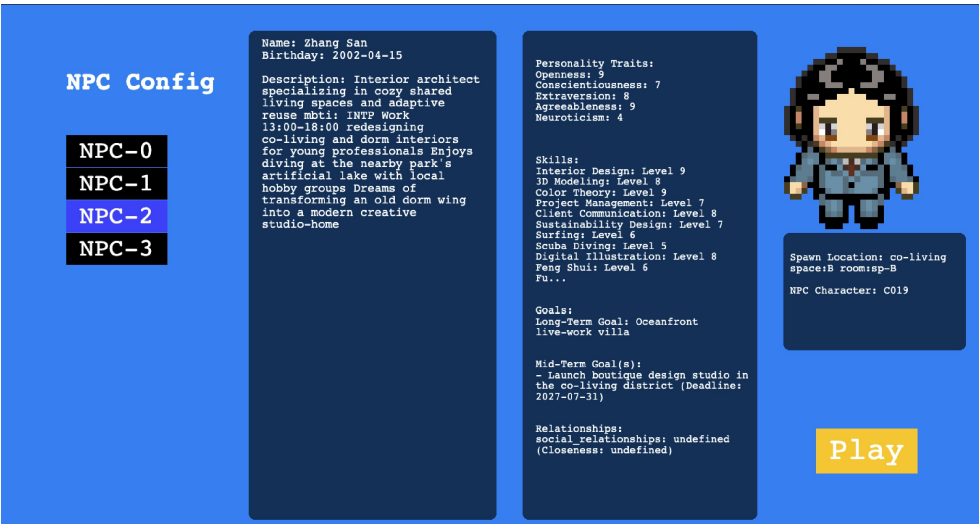 NPC Config
NPC-0
NPC-1
NPC-2
NPC-3
Name: Zhang San
Birthday: 2002-04-15
Description: Interior architect
specializing in cozy shared
living spaces and adaptive
reuse mbti: INTP Work
13:00-18:00 redesigning
co-living and dorm interiors
for young professionals Enjoys
diving at the nearby park's
artificial lake with local
hobby groups Dreams of
transforming an old dorm wing
into a modern creative
studio-home
Personality Traits:
Openness: 9
Conscientiousness: 7
Extraversion: 8
Agreeableness: 9
Neuroticism: 4
Skills:
Interior Design: Level 9
3D Modeling: Level 8
Color Theory: Level 9
Project Management: Level 7
Client Communication: Level 8
Sustainability Design: Level 7
Surfing: Level 6
Scuba Diving: Level 5
Digital Illustration: Level 8
Feng Shui: Level 6
Fu...
Goals:
Long-Term Goal: Oceanfront
live-work villa
Mid-Term Goal(s):
- Launch boutique design studio in
the co-living district (Deadline:
2027-07-31)
Relationships:
social_relationships: undefined
(Closeness: undefined)
Spawn Location: co-living
space:B room:sp-B
NPC Character: C019
Play